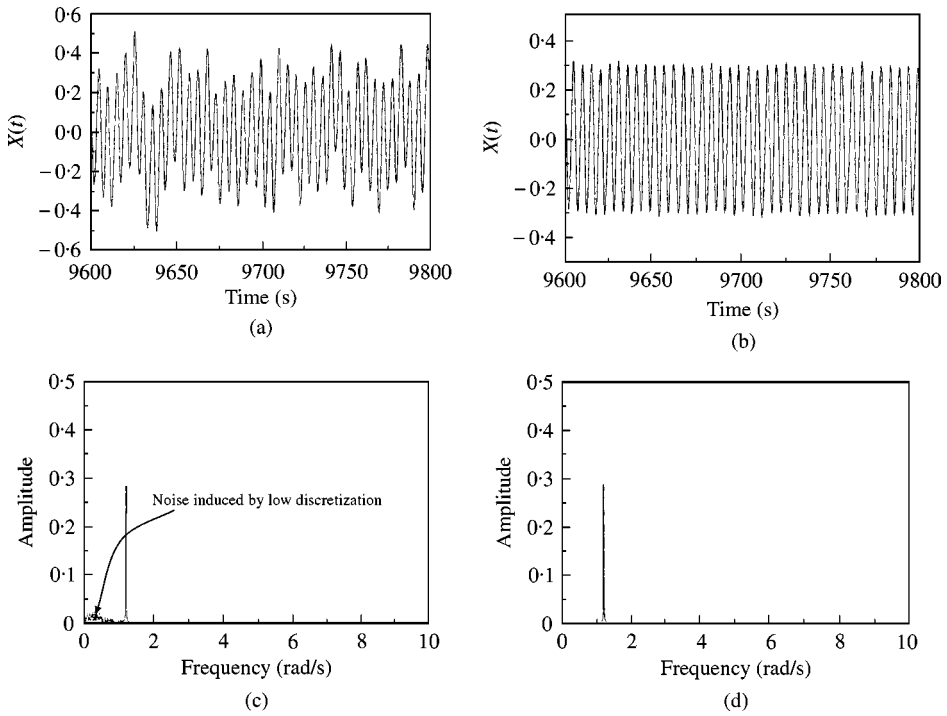 0·6
0·4
0·2
0·0
−0·2
−0·4
−0·6
X(t)
9600 9650 9700 9750 9800
Time (s)
(a)
0·4
0·2
0·0
−0·2
−0·4
X(t)
9600 9650 9700 9750 9800
Time (s)
(b)
0·5
0·4
0·3
0·2
0·1
0
Amplitude
Noise induced by low discretization
0 2 4 6 8 10
Frequency (rad/s)
(c)
0·5
0·4
0·3
0·2
0·1
0
Amplitude
0 2 4 6 8 10
Frequency (rad/s)
(d)